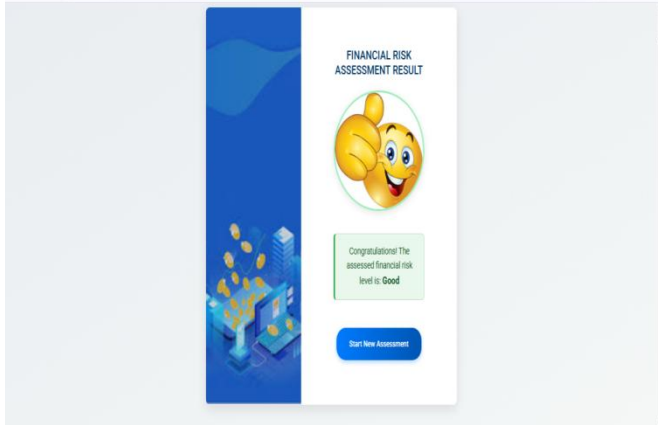 FINANCIAL RISK
ASSESSMENT RESULT
Congratulations! The
assessed financial risk
level is: Good
Start New Assessment